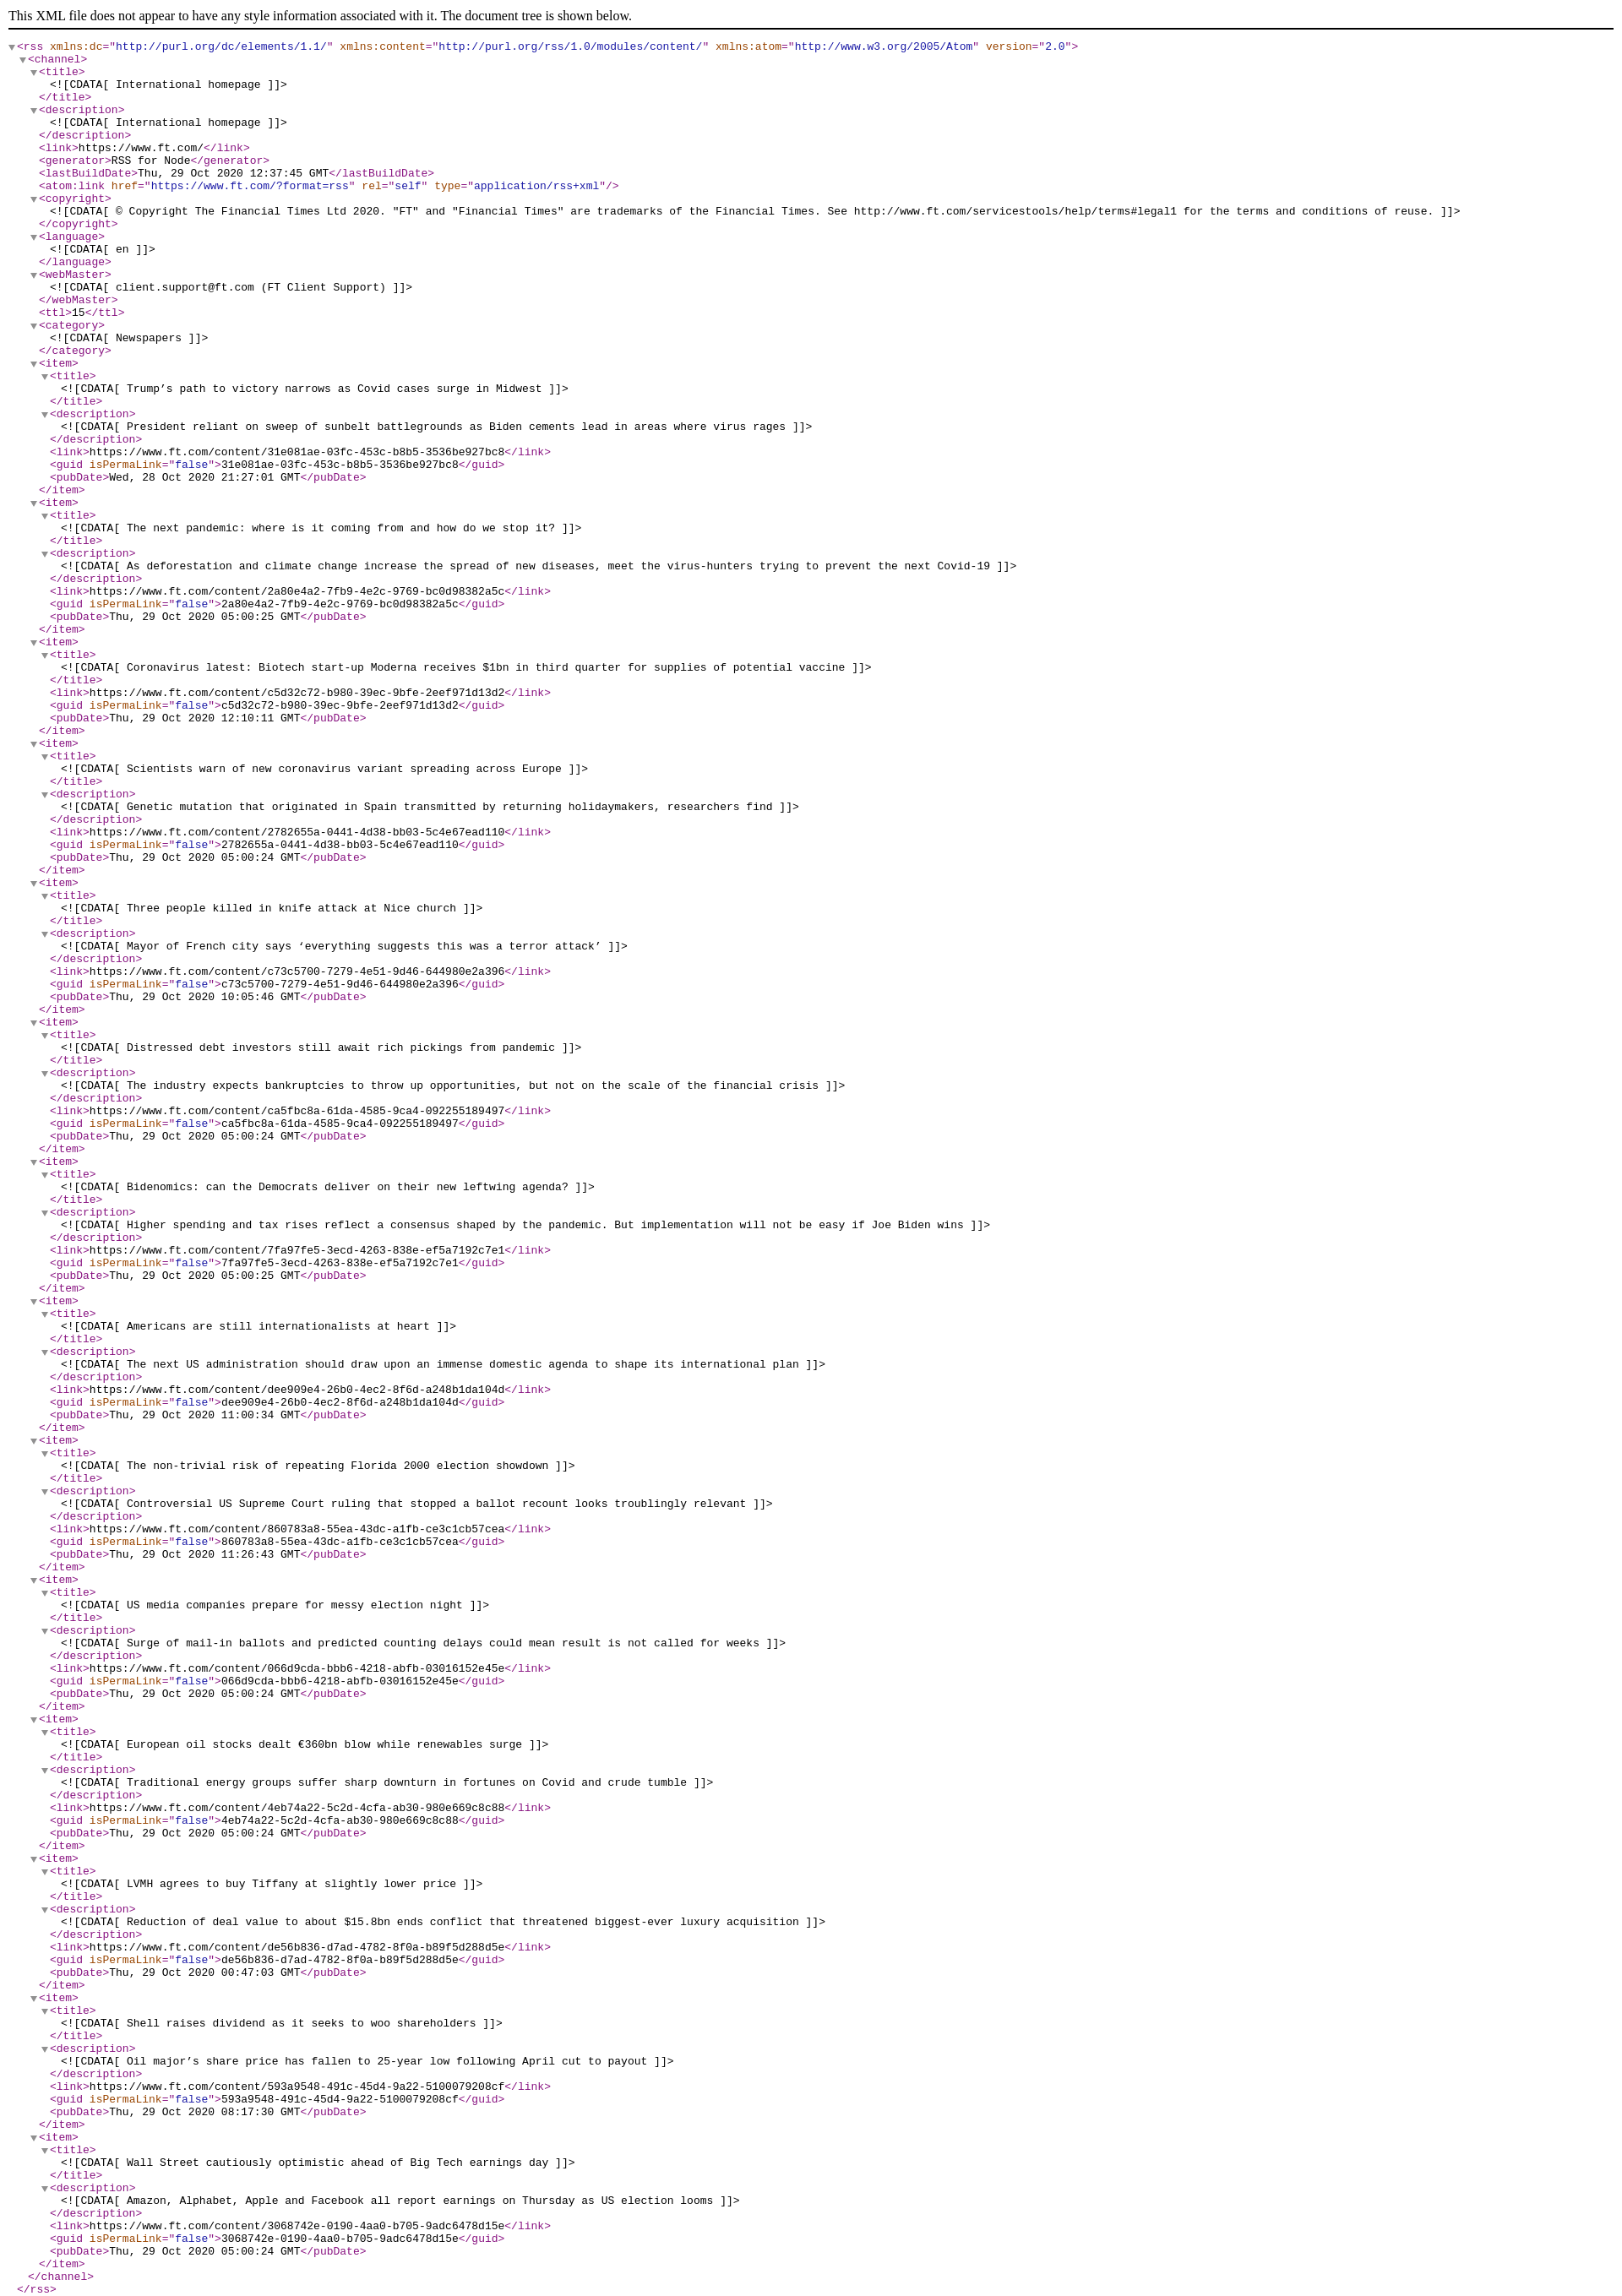 This XML file does not appear to have any style information associated with it. The document tree is shown below.
<rss xmlns:dc="http://purl.org/dc/elements/1.1/" xmlns:content="http://purl.org/rss/1.0/modules/content/" xmlns:atom="http://www.w3.org/2005/Atom" version="2.0">
<channel>
<title>
<![CDATA[ International homepage ]]>
</title>
<description>
<![CDATA[ International homepage ]]>
</description>
<link>https://www.ft.com/</link>
<generator>RSS for Node</generator>
<lastBuildDate>Thu, 29 Oct 2020 12:37:45 GMT</lastBuildDate>
<atom:link href="https://www.ft.com/?format=rss" rel="self" type="application/rss+xml"/>
<copyright>
<![CDATA[ © Copyright The Financial Times Ltd 2020. "FT" and "Financial Times" are trademarks of the Financial Times. See http://www.ft.com/servicestools/help/terms#legal1 for the terms and conditions of reuse. ]]>
</copyright>
<language>
<![CDATA[ en ]]>
</language>
<webMaster>
<![CDATA[ client.support@ft.com (FT Client Support) ]]>
</webMaster>
<ttl>15</ttl>
<category>
<![CDATA[ Newspapers ]]>
</category>
<item>
<title>
<![CDATA[ Trump’s path to victory narrows as Covid cases surge in Midwest ]]>
</title>
<description>
<![CDATA[ President reliant on sweep of sunbelt battlegrounds as Biden cements lead in areas where virus rages ]]>
</description>
<link>https://www.ft.com/content/31e081ae-03fc-453c-b8b5-3536be927bc8</link>
<guid isPermaLink="false">31e081ae-03fc-453c-b8b5-3536be927bc8</guid>
<pubDate>Wed, 28 Oct 2020 21:27:01 GMT</pubDate>
</item>
<item>
<title>
<![CDATA[ The next pandemic: where is it coming from and how do we stop it? ]]>
</title>
<description>
<![CDATA[ As deforestation and climate change increase the spread of new diseases, meet the virus-hunters trying to prevent the next Covid-19 ]]>
</description>
<link>https://www.ft.com/content/2a80e4a2-7fb9-4e2c-9769-bc0d98382a5c</link>
<guid isPermaLink="false">2a80e4a2-7fb9-4e2c-9769-bc0d98382a5c</guid>
<pubDate>Thu, 29 Oct 2020 05:00:25 GMT</pubDate>
</item>
<item>
<title>
<![CDATA[ Coronavirus latest: Biotech start-up Moderna receives $1bn in third quarter for supplies of potential vaccine ]]>
</title>
<link>https://www.ft.com/content/c5d32c72-b980-39ec-9bfe-2eef971d13d2</link>
<guid isPermaLink="false">c5d32c72-b980-39ec-9bfe-2eef971d13d2</guid>
<pubDate>Thu, 29 Oct 2020 12:10:11 GMT</pubDate>
</item>
<item>
<title>
<![CDATA[ Scientists warn of new coronavirus variant spreading across Europe ]]>
</title>
<description>
<![CDATA[ Genetic mutation that originated in Spain transmitted by returning holidaymakers, researchers find ]]>
</description>
<link>https://www.ft.com/content/2782655a-0441-4d38-bb03-5c4e67ead110</link>
<guid isPermaLink="false">2782655a-0441-4d38-bb03-5c4e67ead110</guid>
<pubDate>Thu, 29 Oct 2020 05:00:24 GMT</pubDate>
</item>
<item>
<title>
<![CDATA[ Three people killed in knife attack at Nice church ]]>
</title>
<description>
<![CDATA[ Mayor of French city says ‘everything suggests this was a terror attack’ ]]>
</description>
<link>https://www.ft.com/content/c73c5700-7279-4e51-9d46-644980e2a396</link>
<guid isPermaLink="false">c73c5700-7279-4e51-9d46-644980e2a396</guid>
<pubDate>Thu, 29 Oct 2020 10:05:46 GMT</pubDate>
</item>
<item>
<title>
<![CDATA[ Distressed debt investors still await rich pickings from pandemic ]]>
</title>
<description>
<![CDATA[ The industry expects bankruptcies to throw up opportunities, but not on the scale of the financial crisis ]]>
</description>
<link>https://www.ft.com/content/ca5fbc8a-61da-4585-9ca4-092255189497</link>
<guid isPermaLink="false">ca5fbc8a-61da-4585-9ca4-092255189497</guid>
<pubDate>Thu, 29 Oct 2020 05:00:24 GMT</pubDate>
</item>
<item>
<title>
<![CDATA[ Bidenomics: can the Democrats deliver on their new leftwing agenda? ]]>
</title>
<description>
<![CDATA[ Higher spending and tax rises reflect a consensus shaped by the pandemic. But implementation will not be easy if Joe Biden wins ]]>
</description>
<link>https://www.ft.com/content/7fa97fe5-3ecd-4263-838e-ef5a7192c7e1</link>
<guid isPermaLink="false">7fa97fe5-3ecd-4263-838e-ef5a7192c7e1</guid>
<pubDate>Thu, 29 Oct 2020 05:00:25 GMT</pubDate>
</item>
<item>
<title>
<![CDATA[ Americans are still internationalists at heart ]]>
</title>
<description>
<![CDATA[ The next US administration should draw upon an immense domestic agenda to shape its international plan ]]>
</description>
<link>https://www.ft.com/content/dee909e4-26b0-4ec2-8f6d-a248b1da104d</link>
<guid isPermaLink="false">dee909e4-26b0-4ec2-8f6d-a248b1da104d</guid>
<pubDate>Thu, 29 Oct 2020 11:00:34 GMT</pubDate>
</item>
<item>
<title>
<![CDATA[ The non-trivial risk of repeating Florida 2000 election showdown ]]>
</title>
<description>
<![CDATA[ Controversial US Supreme Court ruling that stopped a ballot recount looks troublingly relevant ]]>
</description>
<link>https://www.ft.com/content/860783a8-55ea-43dc-a1fb-ce3c1cb57cea</link>
<guid isPermaLink="false">860783a8-55ea-43dc-a1fb-ce3c1cb57cea</guid>
<pubDate>Thu, 29 Oct 2020 11:26:43 GMT</pubDate>
</item>
<item>
<title>
<![CDATA[ US media companies prepare for messy election night ]]>
</title>
<description>
<![CDATA[ Surge of mail-in ballots and predicted counting delays could mean result is not called for weeks ]]>
</description>
<link>https://www.ft.com/content/066d9cda-bbb6-4218-abfb-03016152e45e</link>
<guid isPermaLink="false">066d9cda-bbb6-4218-abfb-03016152e45e</guid>
<pubDate>Thu, 29 Oct 2020 05:00:24 GMT</pubDate>
</item>
<item>
<title>
<![CDATA[ European oil stocks dealt €360bn blow while renewables surge ]]>
</title>
<description>
<![CDATA[ Traditional energy groups suffer sharp downturn in fortunes on Covid and crude tumble ]]>
</description>
<link>https://www.ft.com/content/4eb74a22-5c2d-4cfa-ab30-980e669c8c88</link>
<guid isPermaLink="false">4eb74a22-5c2d-4cfa-ab30-980e669c8c88</guid>
<pubDate>Thu, 29 Oct 2020 05:00:24 GMT</pubDate>
</item>
<item>
<title>
<![CDATA[ LVMH agrees to buy Tiffany at slightly lower price ]]>
</title>
<description>
<![CDATA[ Reduction of deal value to about $15.8bn ends conflict that threatened biggest-ever luxury acquisition ]]>
</description>
<link>https://www.ft.com/content/de56b836-d7ad-4782-8f0a-b89f5d288d5e</link>
<guid isPermaLink="false">de56b836-d7ad-4782-8f0a-b89f5d288d5e</guid>
<pubDate>Thu, 29 Oct 2020 00:47:03 GMT</pubDate>
</item>
<item>
<title>
<![CDATA[ Shell raises dividend as it seeks to woo shareholders ]]>
</title>
<description>
<![CDATA[ Oil major’s share price has fallen to 25-year low following April cut to payout ]]>
</description>
<link>https://www.ft.com/content/593a9548-491c-45d4-9a22-5100079208cf</link>
<guid isPermaLink="false">593a9548-491c-45d4-9a22-5100079208cf</guid>
<pubDate>Thu, 29 Oct 2020 08:17:30 GMT</pubDate>
</item>
<item>
<title>
<![CDATA[ Wall Street cautiously optimistic ahead of Big Tech earnings day ]]>
</title>
<description>
<![CDATA[ Amazon, Alphabet, Apple and Facebook all report earnings on Thursday as US election looms ]]>
</description>
<link>https://www.ft.com/content/3068742e-0190-4aa0-b705-9adc6478d15e</link>
<guid isPermaLink="false">3068742e-0190-4aa0-b705-9adc6478d15e</guid>
<pubDate>Thu, 29 Oct 2020 05:00:24 GMT</pubDate>
</item>
</channel>
</rss>